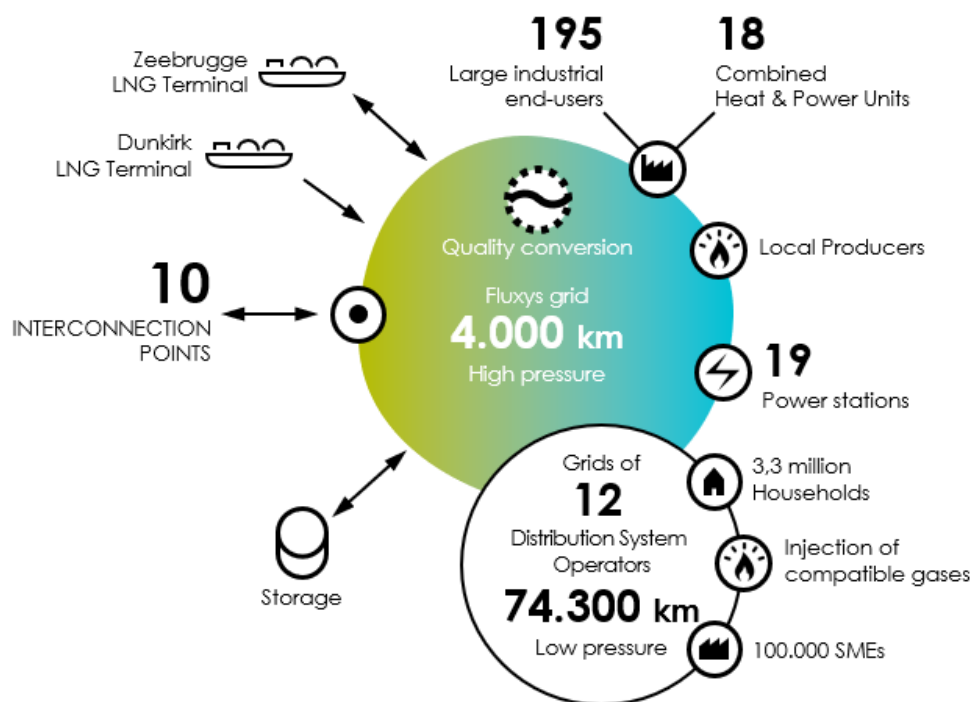 Zeebrugge
LNG Terminal
Dunkirk
LNG Terminal
10
INTERCONNECTION
POINTS
Storage
195
Large industrial
end-users
18
Combined
Heat & Power Units
Quality conversion
Fluxys grid
4.000 km
High pressure
Local Producers
19
Power stations
Grids of
12
Distribution System
Operators
74.300 km
Low pressure
3,3 million
Households
Injection of
compatible gases
100.000 SMEs